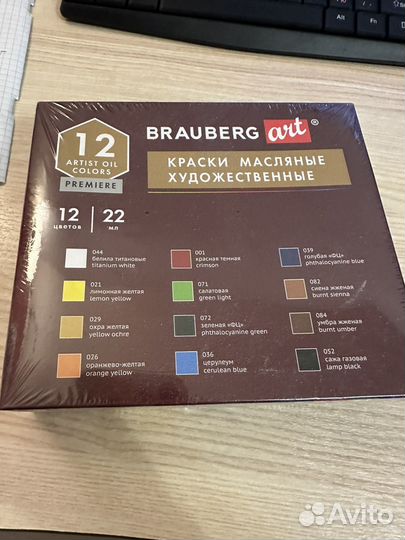 Alt
Fn
12
ARTIST OIL
COLORS
PREMIERE
BRAUBERG art ®
КРАСКИ МАСЛЯНЫЕ
ХУДОЖЕСТВЕННЫЕ
12
цветов
22
мл
044
белила титановые
titanium white
001
красная темная
crimson
039
голубая «ФЦ»
phthalocyanine blue
021
лимонная желтая
lemon yellow
071
салатовая
green light
082
сиена жженая
burnt sienna
029
охра желтая
yellow ochre
072
зеленая «ФЦ»
phthalocyanine green
084
умбра жженая
burnt umber
026
оранжево-желтая
orange yellow
036
церулеум
cerulean blue
052
сажа газовая
lamp black
Avito